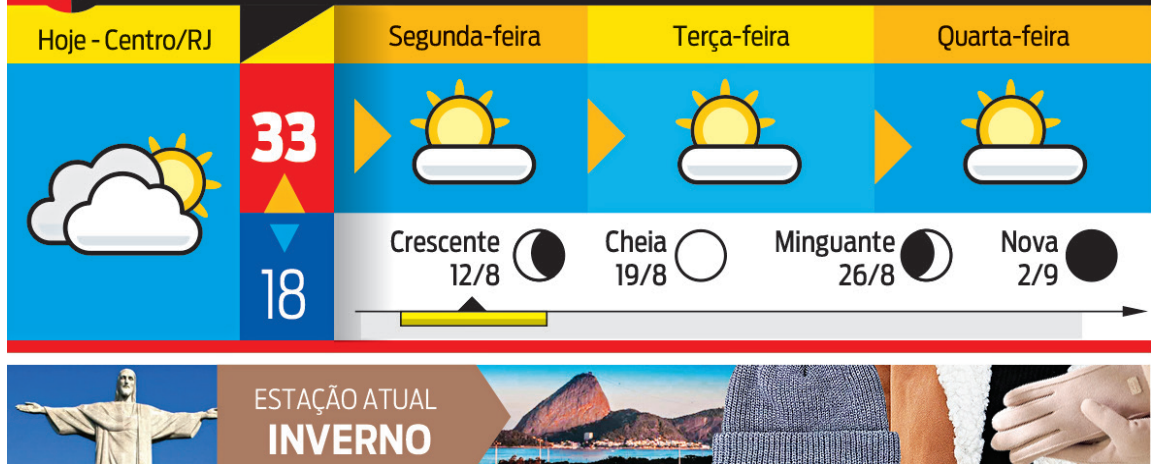 Hoje - Centro/RJ
33
18
Segunda-feira
Terça-feira
Quarta-feira
Crescente
12/8
Cheia
19/8
Minguante
26/8
Nova
2/9
ESTAÇÃO ATUAL
INVERNO